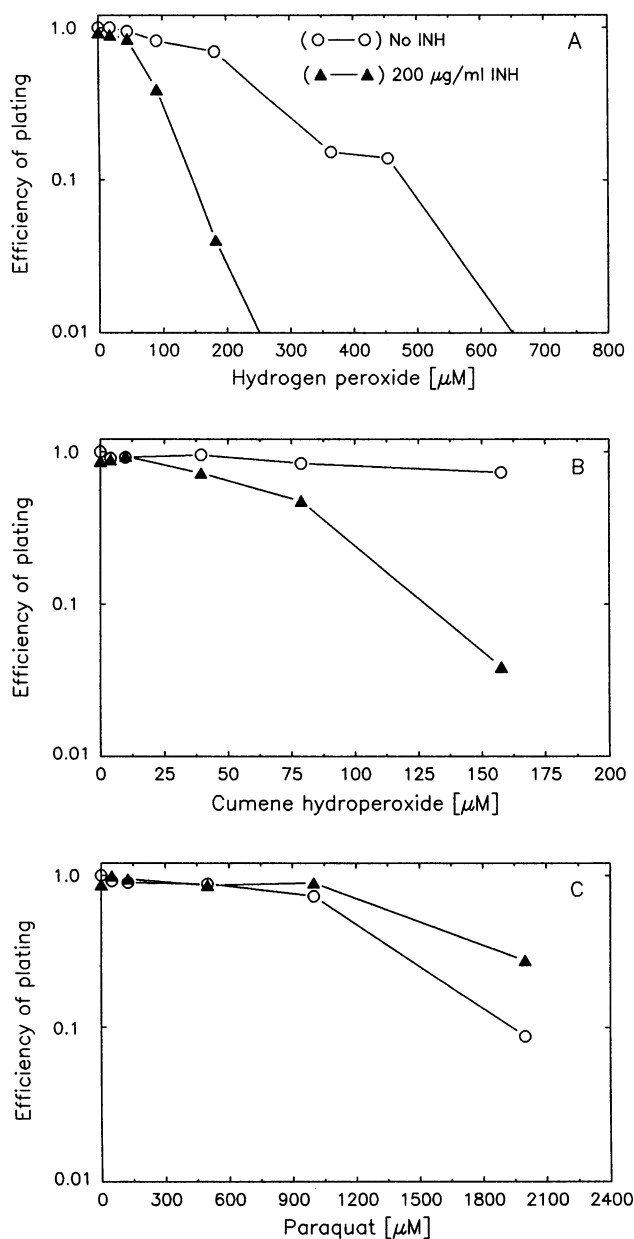 (○—○) No INH
A
(▲—▲) 200 μg/ml INH
1.0
0.1
0.01
Efficiency of plating
0 100 200 300 400 500 600 700 800
Hydrogen peroxide [μM]
B
1.0
0.1
0.01
Efficiency of plating
0 25 50 75 100 125 150 175 200
Cumene hydroperoxide [μM]
C
1.0
0.1
0.01
Efficiency of plating
0 300 600 900 1200 1500 1800 2100 2400
Paraquat [μM]